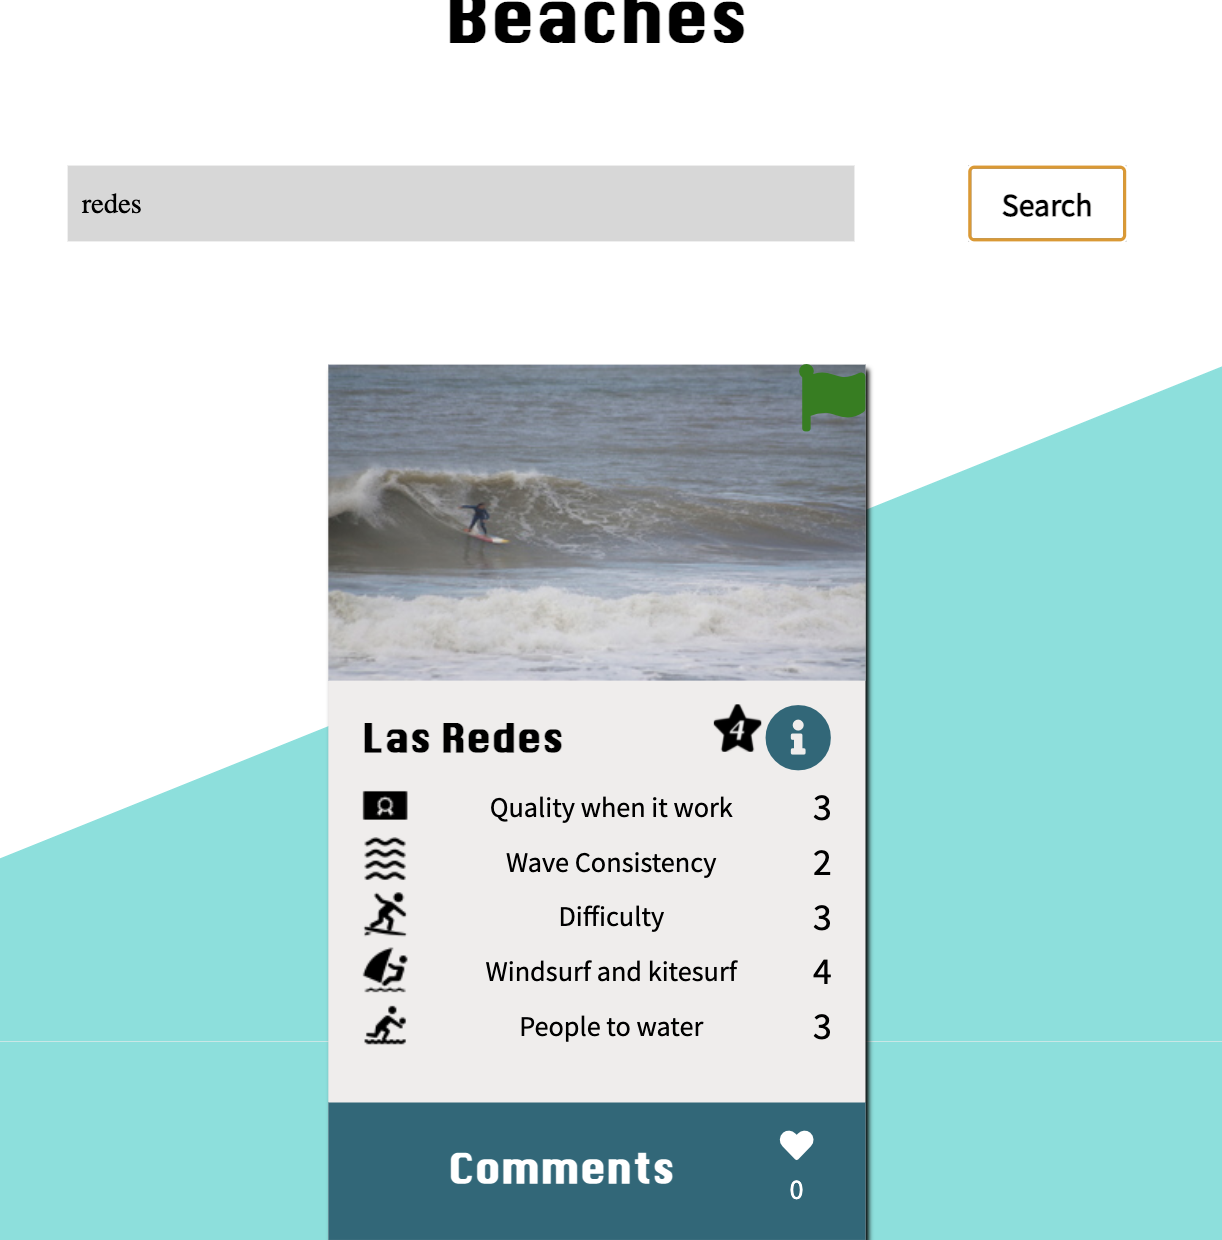 Beaches
redes
Search
Las Redes
4
Quality when it work 3
Wave Consistency 2
Difficulty 3
Windsurf and kitesurf 4
People to water 3
Comments
0